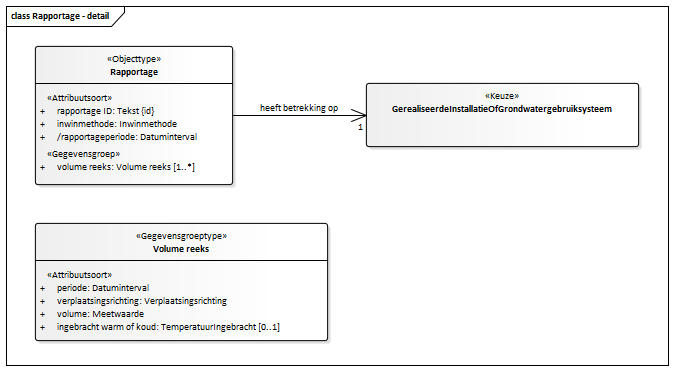 class Rapportage - detail
«Objecttype»
Rapportage
«Attribuutsoort»
+ rapportage ID: Tekst {id}
+ inwinmethode: Inwinmethode
+ /rapportageperiode: Datuminterval
«Gegevensgroep»
+ volume reeks: Volume reeks [1..*]
heeft betrekking op
1
«Keuze»
GerealiseerdeInstallatieOfGrondwatergebruiksysteem
«Gegevensgroeptype»
Volume reeks
«Attribuutsoort»
+ periode: Datuminterval
+ verplaatsingsrichting: Verplaatsingsrichting
+ volume: Meetwaarde
+ ingebracht warm of koud: TemperatuurIngebracht [0..1]